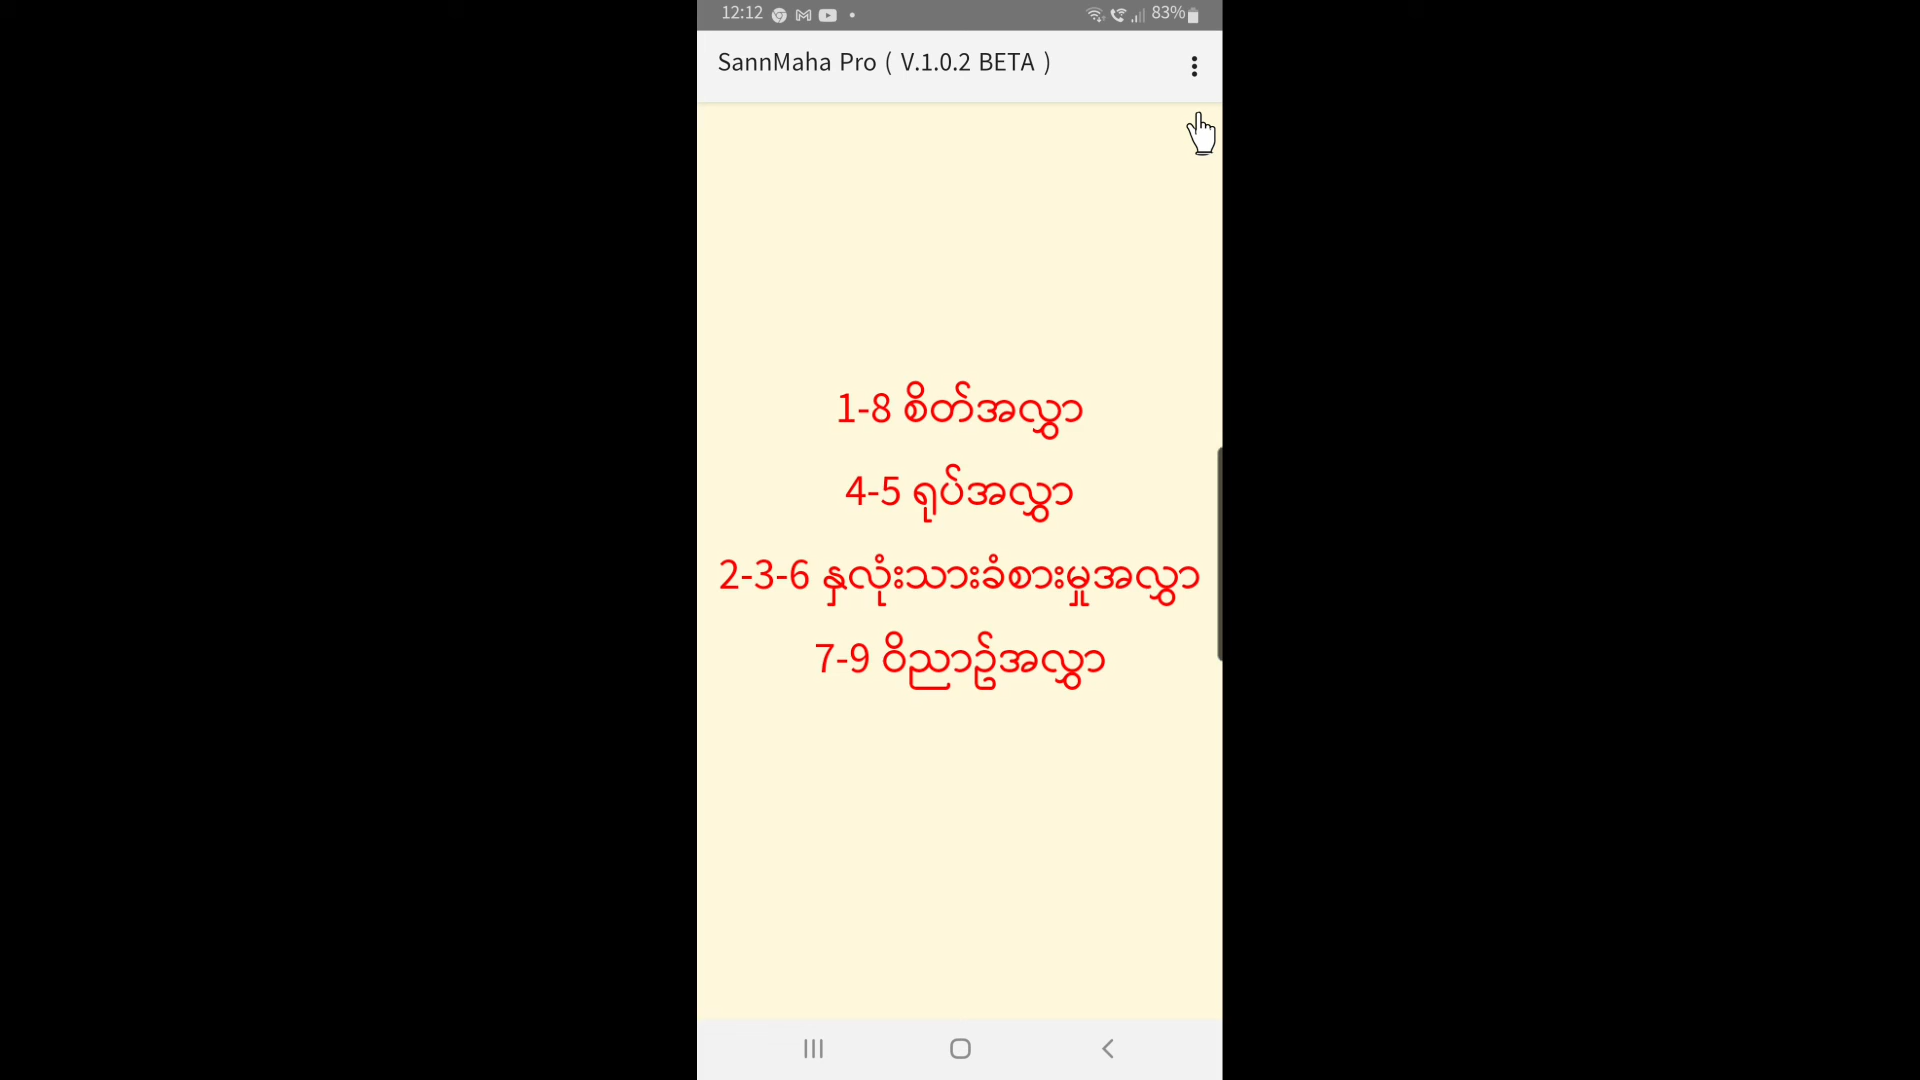 12:12
83%
SannMaha Pro ( V.1.0.2 BETA )
1-8 စိတ်အလွှာ
4-5 ရုပ်အလွှာ
2-3-6 နှလုံးသားခံစားမှုအလွှာ
7-9 ဝိညာဥ်အလွှာ